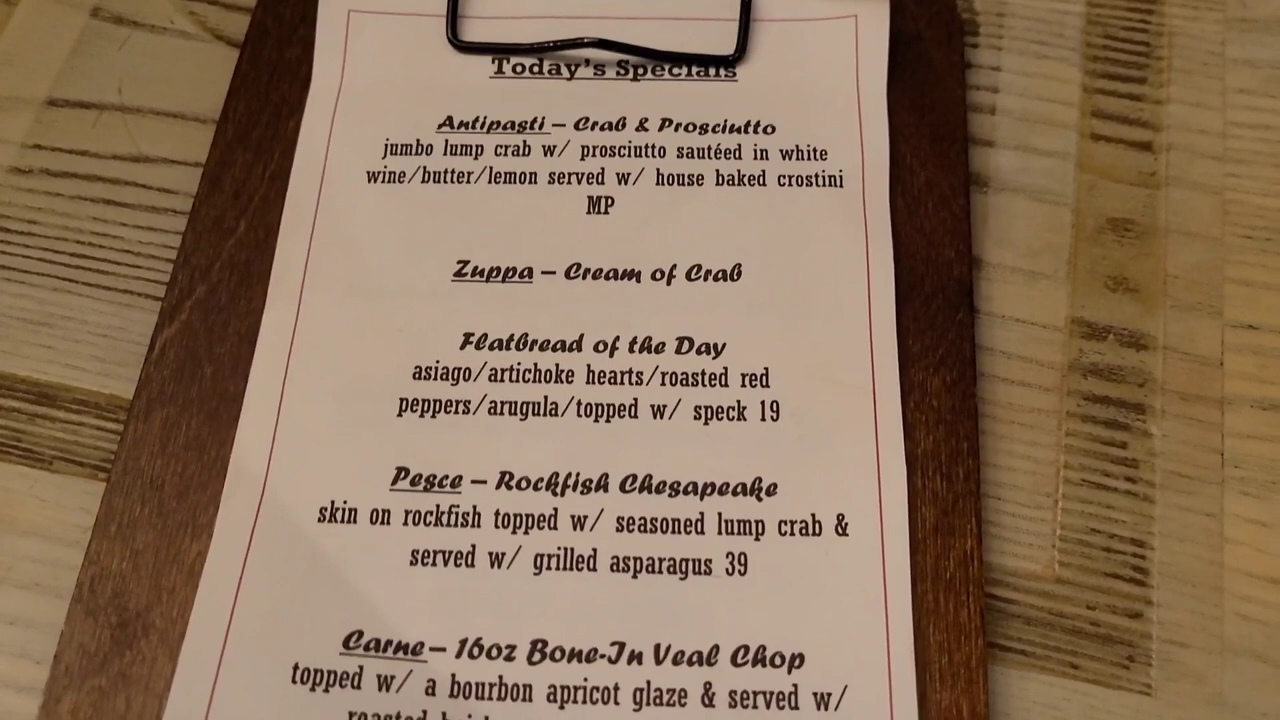 Today's Specials
Antipasti – Crab & Prosciutto
jumbo lump crab w/ prosciutto sautéed in white
wine/butter/lemon served w/ house baked crostini
MP
Zuppa – Cream of Crab
Flatbread of the Day
asiago/artichoke hearts/roasted red
peppers/arugula/topped w/ speck 19
Pesce – Rockfish Chesapeake
skin on rockfish topped w/ seasoned lump crab &
served w/ grilled asparagus 39
Carne – 16oz Bone-In Veal Chop
topped w/ a bourbon apricot glaze & served w/
roasted